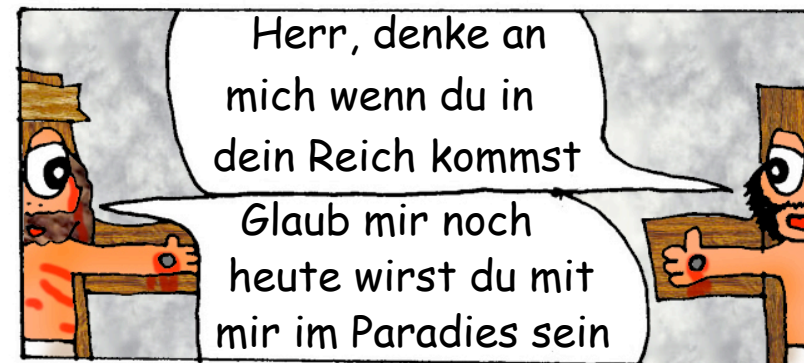 Herr, denke an
mich wenn du in
dein Reich kommst
Glaub mir noch
heute wirst du mit
mir im Paradies sein